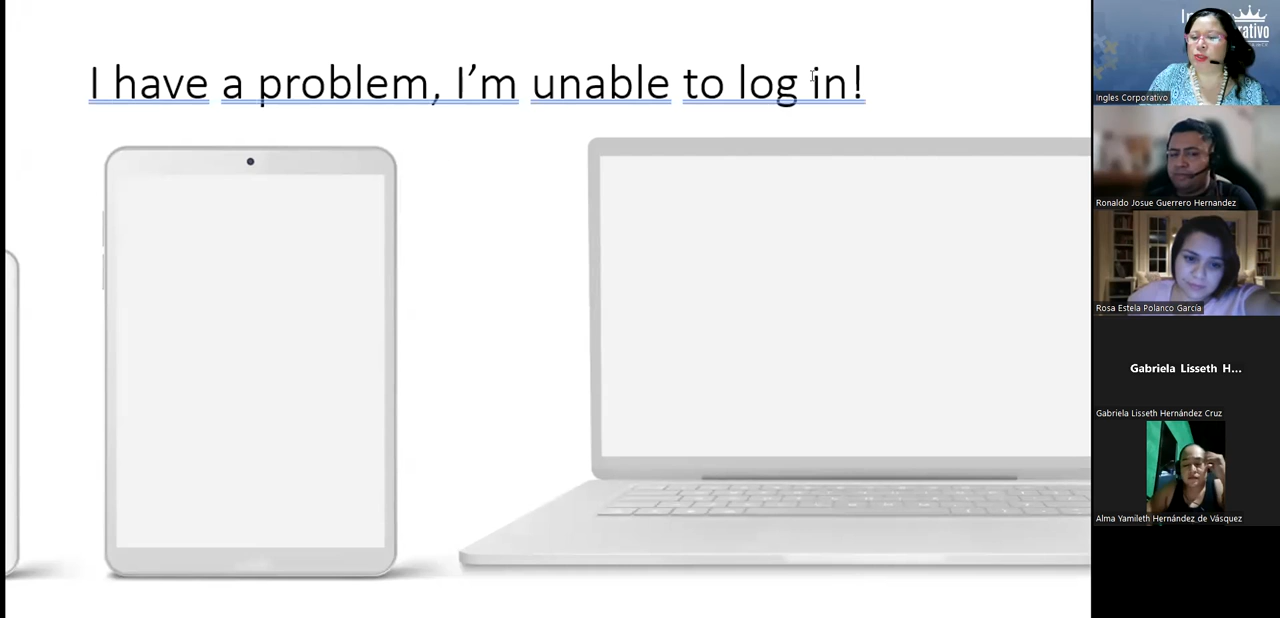 I have a problem, I'm unable to log in!
Ingles Corporativo
Ronaldo Josue Guerrero Hernandez
Rosa Estela Polanco García
Gabriela Lisseth H...
Gabriela Lisseth Hernández Cruz
Alma Yamileth Hernández de Vásquez